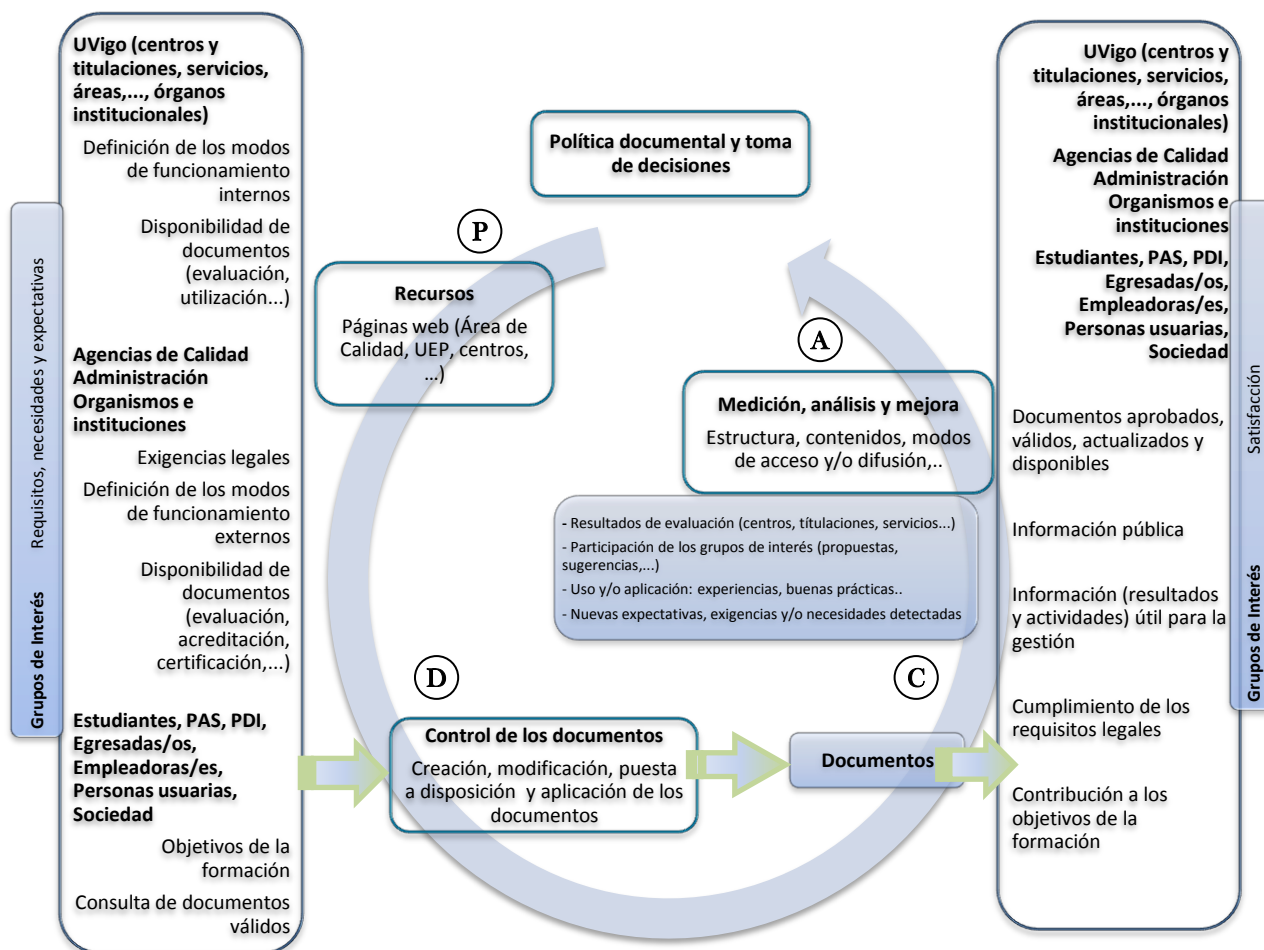 UVigo (centros y
titulaciones, servicios,
áreas,..., órganos
institucionales)
Definición de los modos
de funcionamiento
internos
Disponibilidad de
documentos
(evaluación,
utilización...)
Agencias de Calidad
Administración
Organismos e
instituciones
Exigencias legales
Definición de los modos
de funcionamiento
externos
Disponibilidad de
documentos
(evaluación,
acreditación,
certificación,...)
Estudiantes, PAS, PDI,
Egresadas/os,
Empleadoras/es,
Personas usuarias,
Sociedad
Objetivos de la
formación
Consulta de documentos
válidos
Grupos de Interés
Requisitos, necesidades y expectativas
Política documental y toma
de decisiones
P
Recursos
Páginas web (Área de
Calidad, UEP, centros,
...)
A
Medición, análisis y mejora
Estructura, contenidos, modos
de acceso y/o difusión,..
- Resultados de evaluación (centros, títulaciones, servicios...)
- Participación de los grupos de interés (propuestas,
sugerencias,...)
- Uso y/o aplicación: experiencias, buenas prácticas..
- Nuevas expectativas, exigencias y/o necesidades detectadas
D
C
Control de los documentos
Creación, modificación, puesta
a disposición y aplicación de los
documentos
Documentos
UVigo (centros y
titulaciones, servicios,
áreas,..., órganos
institucionales)
Agencias de Calidad
Administración
Organismos e
instituciones
Estudiantes, PAS, PDI,
Egresadas/os,
Empleadoras/es,
Personas usuarias,
Sociedad
Documentos aprobados,
válidos, actualizados y
disponibles
Información pública
Información (resultados
y actividades) útil para la
gestión
Cumplimiento de los
requisitos legales
Contribución a los
objetivos de la
formación
Grupos de Interés
Satisfacción